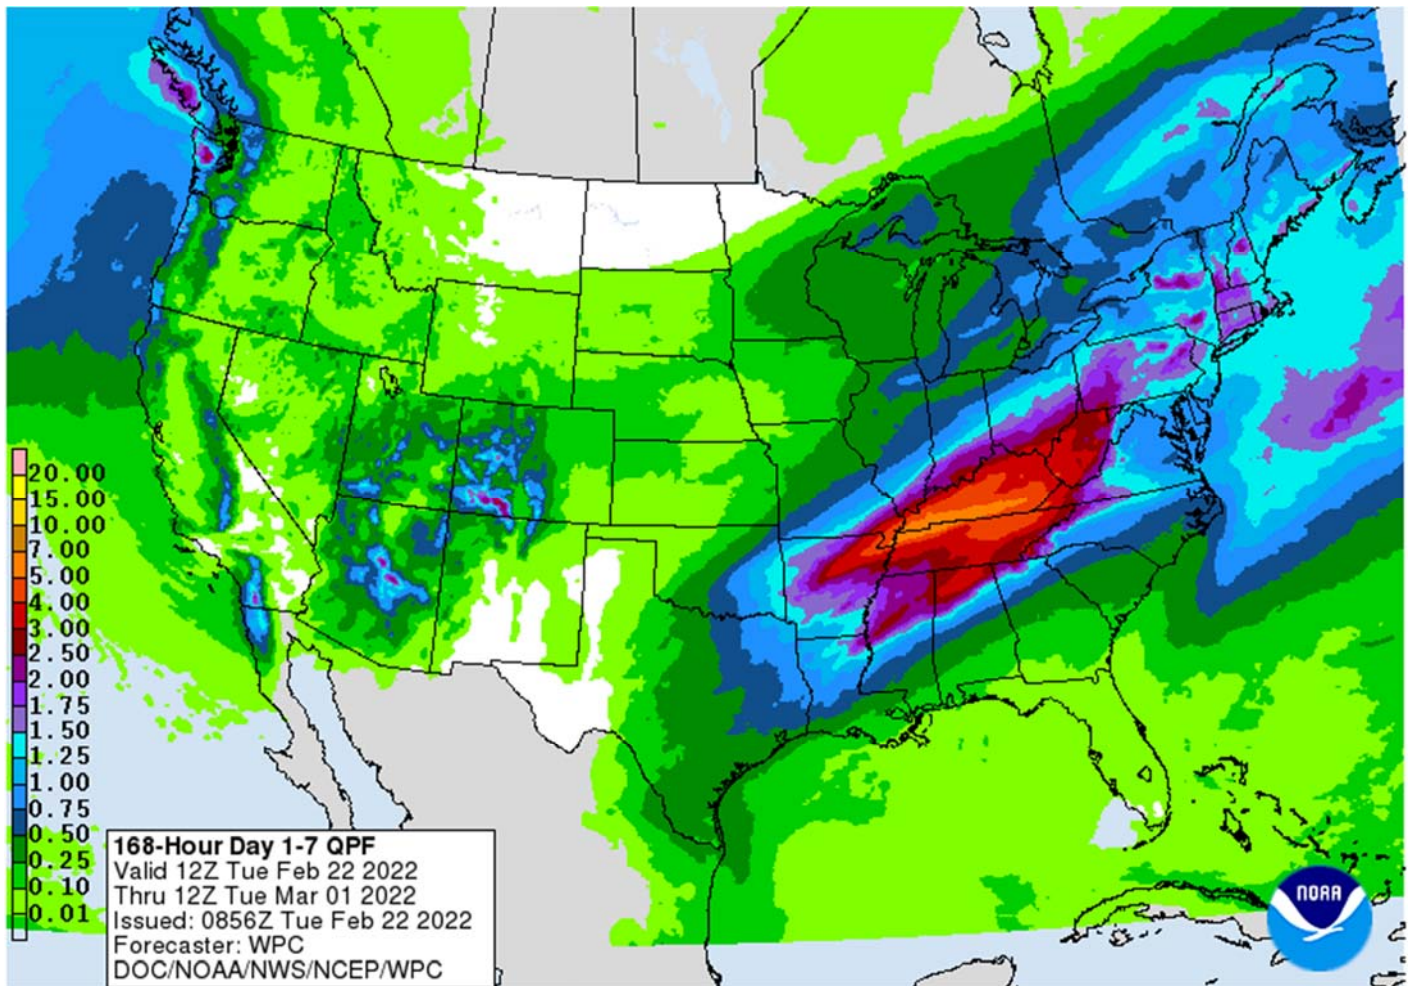 20.00
15.00
10.00
7.00
5.00
4.00
3.00
2.50
2.00
1.75
1.50
1.25
1.00
0.75
0.50
0.25
0.10
0.01
168-Hour Day 1-7 QPF
Valid 12Z Tue Feb 22 2022
Thru 12Z Tue Mar 01 2022
Issued: 0856Z Tue Feb 22 2022
Forecaster: WPC
DOC/NOAA/NWS/NCEP/WPC
NOAA